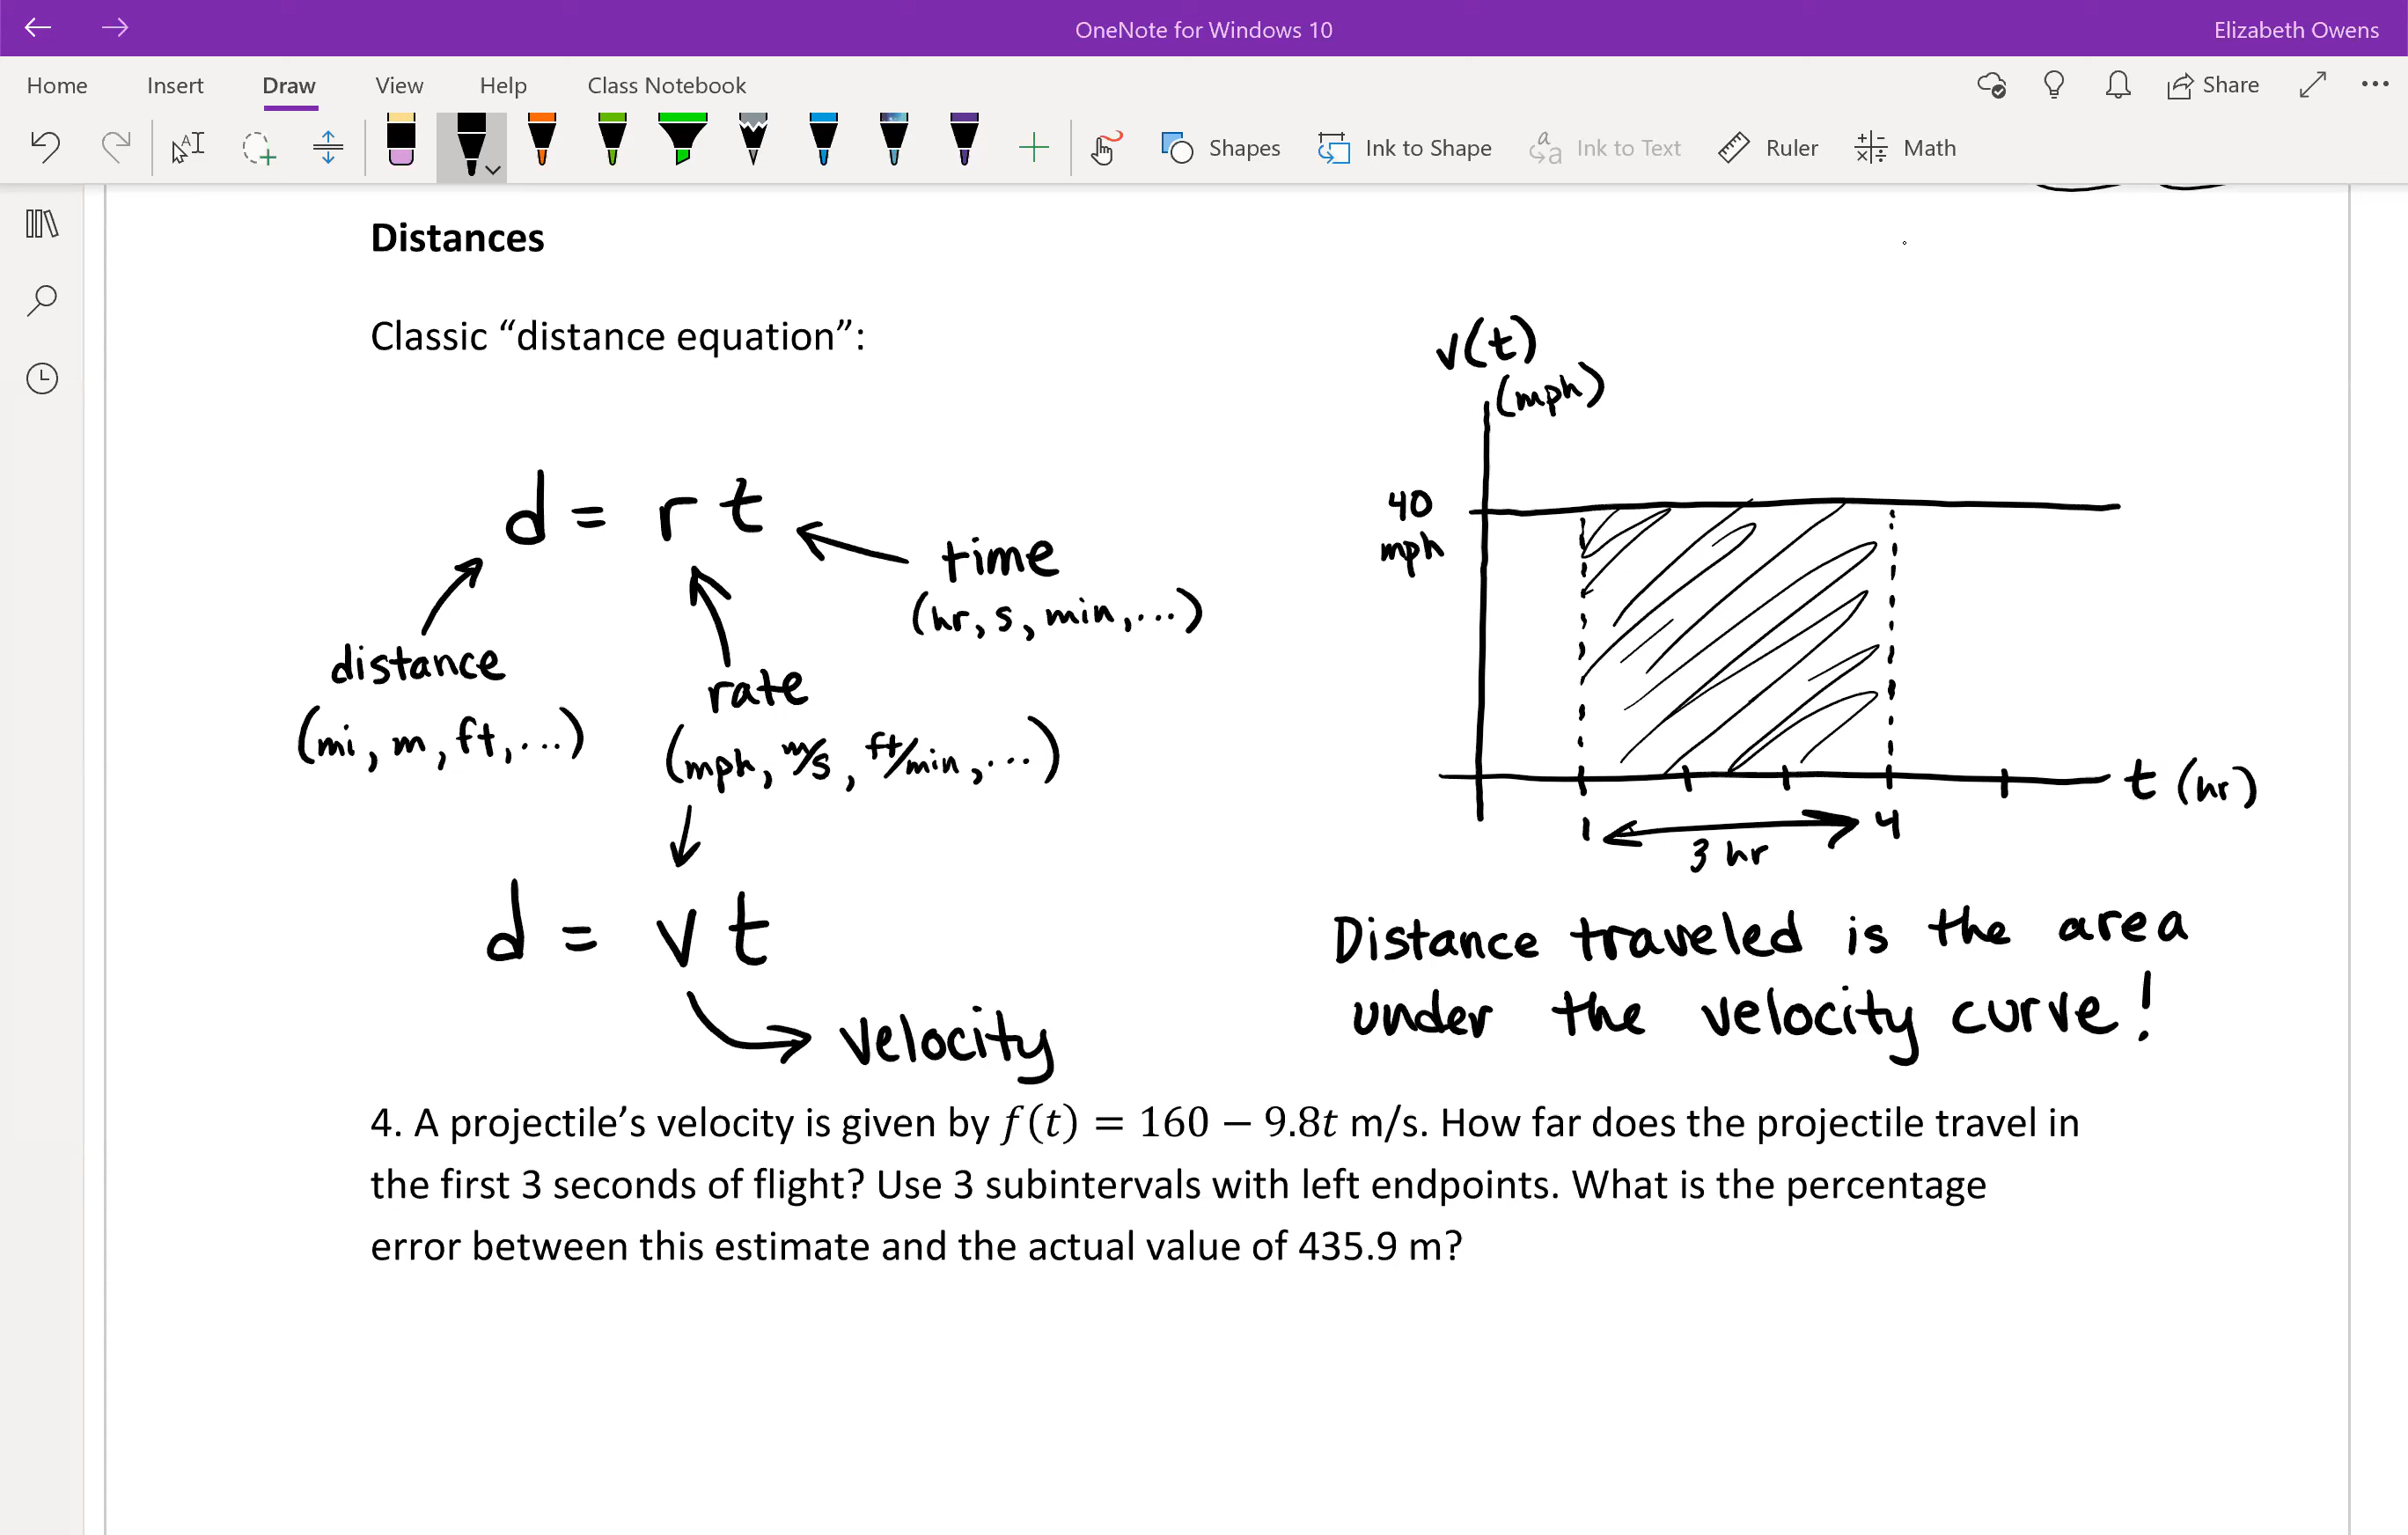 OneNote for Windows 10
Elizabeth Owens
Home Insert Draw View Help Class Notebook
Share
Shapes Ink to Shape Ink to Text Ruler Math
Distances
Classic “distance equation”:
d = r t
time
(hr, s, min, ...)
distance
(mi, m, ft, ...)
rate
(mph, m/s, ft/min, ...)
d = v t
velocity
v(t)
(mph)
40
mph
t (hr)
1 4
3 hr
Distance traveled is the area
under the velocity curve!
4. A projectile’s velocity is given by f(t) = 160 − 9.8t m/s. How far does the projectile travel in
the first 3 seconds of flight? Use 3 subintervals with left endpoints. What is the percentage
error between this estimate and the actual value of 435.9 m?